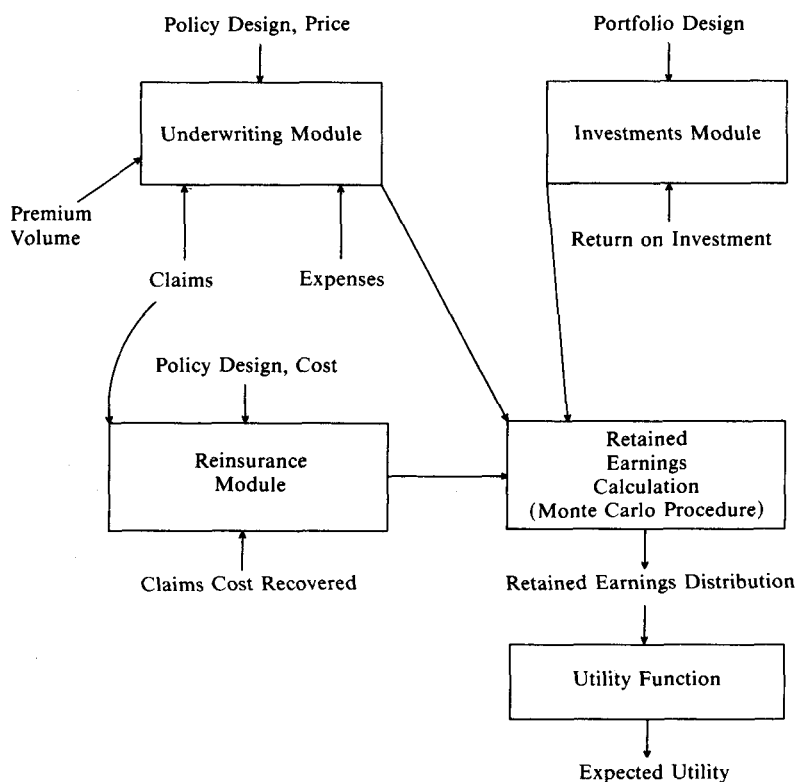 Policy Design, Price
Portfolio Design
Underwriting Module
Investments Module
Premium
Volume
Return on Investment
Claims
Expenses
Policy Design, Cost
Reinsurance
Module
Retained
Earnings
Calculation
(Monte Carlo Procedure)
Claims Cost Recovered
Retained Earnings Distribution
Utility Function
Expected Utility